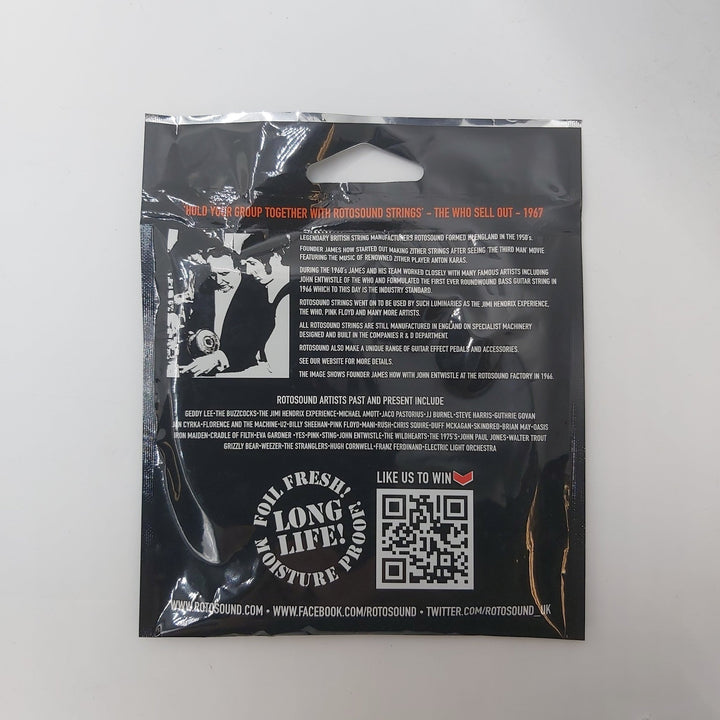 'HOLD YOUR GROUP TOGETHER WITH ROTOSOUND STRINGS' - THE WHO SELL OUT - 1967
LEGENDARY BRITISH STRING MANUFACTURERS ROTOSOUND FORMED IN ENGLAND IN THE 1950's.
FOUNDER JAMES HOW STARTED OUT MAKING ZITHER STRINGS AFTER SEEING 'THE THIRD MAN' MOVIE
FEATURING THE MUSIC OF RENOWNED ZITHER PLAYER ANTON KARAS.
DURING THE 1960's JAMES AND HIS TEAM WORKED CLOSELY WITH MANY FAMOUS ARTISTS INCLUDING
JOHN ENTWISTLE OF THE WHO AND FORMULATED THE FIRST EVER ROUNDWOUND BASS GUITAR STRING IN
1966 WHICH TO THIS DAY IS THE INDUSTRY STANDARD.
ROTOSOUND STRINGS WENT ON TO BE USED BY SUCH LUMINARIES AS THE JIMI HENDRIX EXPERIENCE,
THE WHO, PINK FLOYD AND MANY MORE ARTISTS.
ALL ROTOSOUND STRINGS ARE STILL MANUFACTURED IN ENGLAND ON SPECIALIST MACHINERY
DESIGNED AND BUILT IN THE COMPANIES R & D DEPARTMENT.
ROTOSOUND ALSO MAKE A UNIQUE RANGE OF GUITAR EFFECT PEDALS AND ACCESSORIES.
SEE OUR WEBSITE FOR MORE DETAILS.
THE IMAGE SHOWS FOUNDER JAMES HOW WITH JOHN ENTWISTLE AT THE ROTOSOUND FACTORY IN 1966.
ROTOSOUND ARTISTS PAST AND PRESENT INCLUDE
GEDDY LEE•THE BUZZCOCKS•THE JIMI HENDRIX EXPERIENCE•MICHAEL AMOTT•JACO PASTORIUS•JJ BURNEL•STEVE HARRIS•GUTHRIE GOVAN
CYRKA•FLORENCE AND THE MACHINE•U2•BILLY SHEEHAN•PINK FLOYD•MANI•RUSH•CHRIS SQUIRE•DUFF MCKAGAN•SKINDRED•BRIAN MAY•OASIS
IRON MAIDEN•CRADLE OF FILTH•EVA GARDNER•YES•PINK•STING•JOHN ENTWISTLE•THE WILDHEARTS•THE 1975'S•JOHN PAUL JONES•WALTER TROUT
GRIZZLY BEAR•WEEZER•THE STRANGLERS•HUGH CORNWELL•FRANZ FERDINAND•ELECTRIC LIGHT ORCHESTRA
LIKE US TO WIN
FOIL FRESH!
LONG
LIFE!
MOISTURE PROOF!
WWW.ROTOSOUND.COM • WWW.FACEBOOK.COM/ROTOSOUND • TWITTER.COM/ROTOSOUND_UK